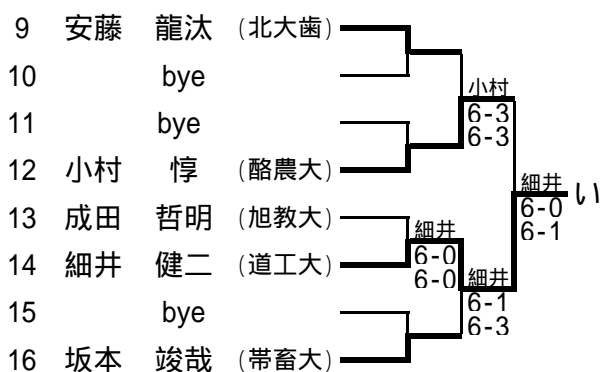 9 安藤 龍汰 (北大歯)
10 bye
小村
11 bye
6-3
6-3
12 小村 惇 (酪農大)
細井
い
13 成田 哲明 (旭教大)
6-0
6-1
細井
14 細井 健二 (道工大)
6-0
6-0
細井
15 bye
6-1
6-3
16 坂本 竣哉 (帯畜大)